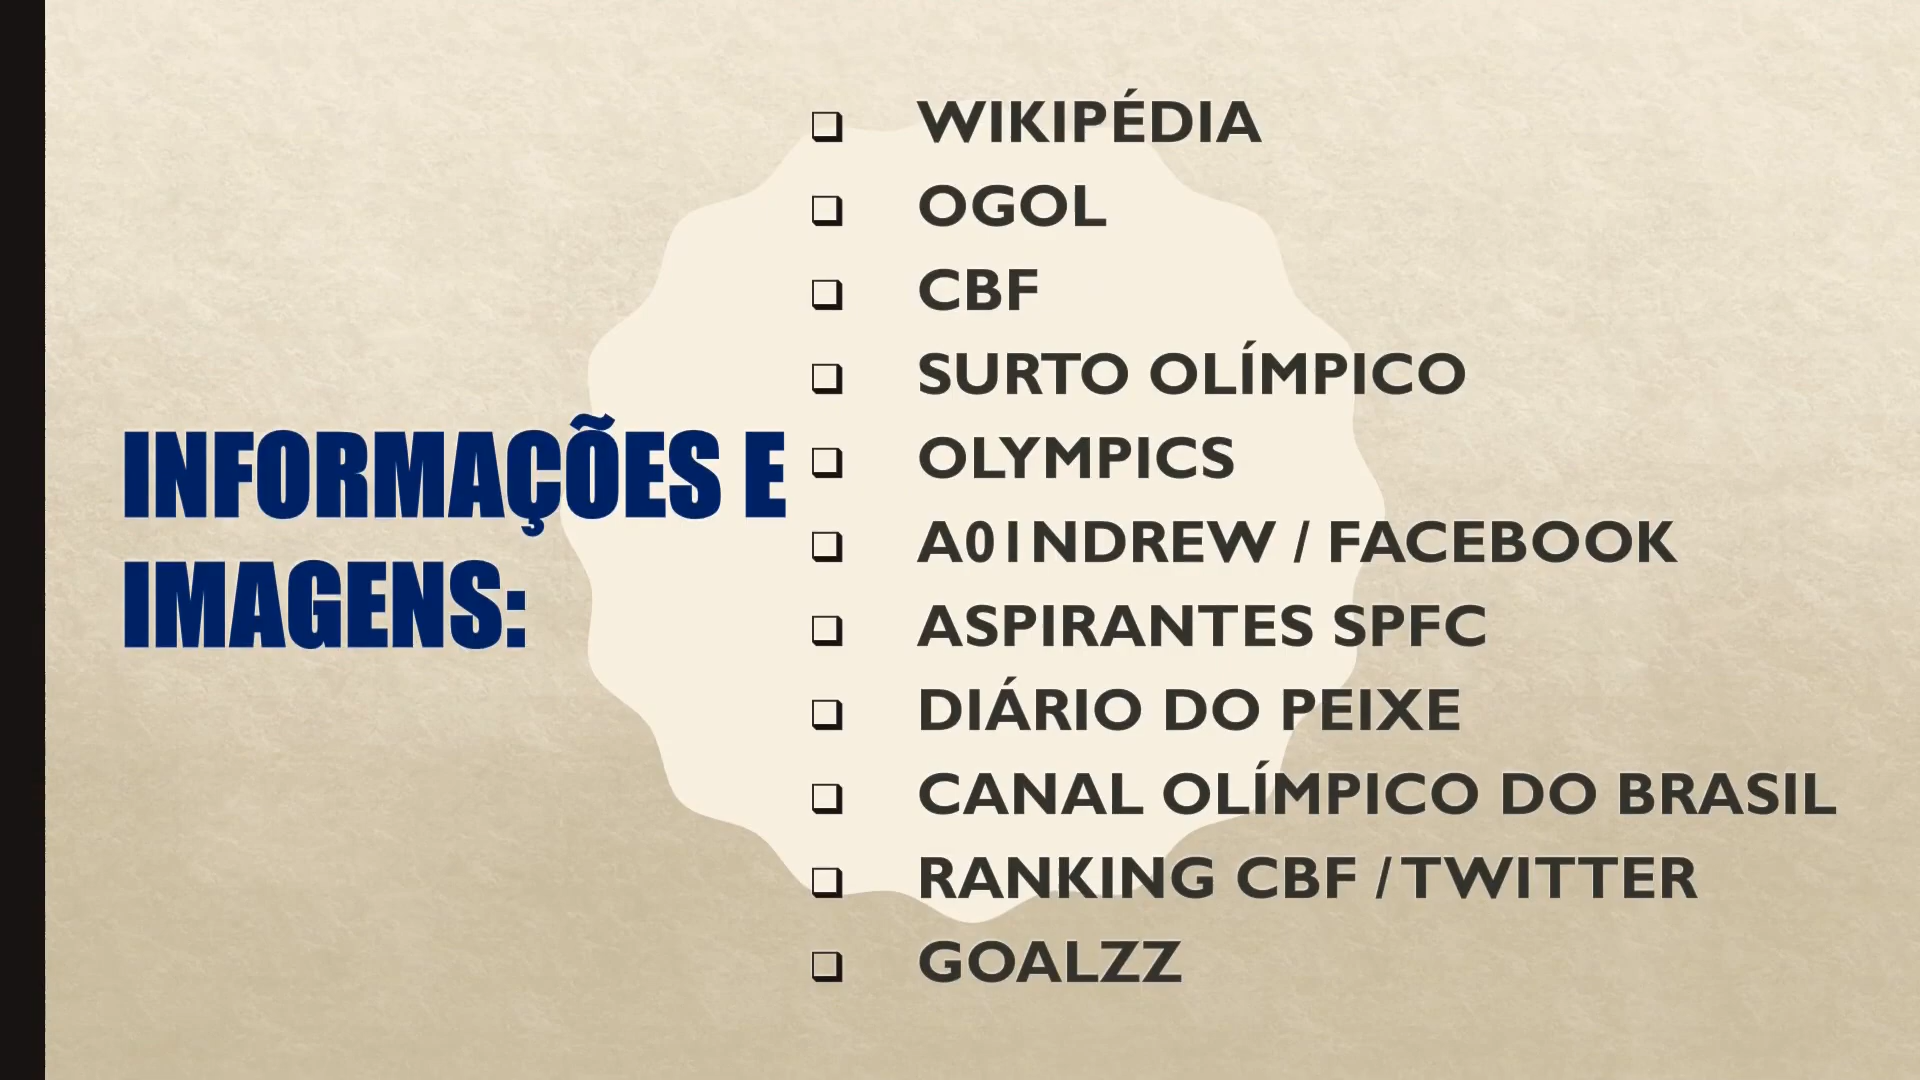 INFORMAÇÕES E
IMAGENS:
WIKIPÉDIA
OGOL
CBF
SURTO OLÍMPICO
OLYMPICS
A01NDREW / FACEBOOK
ASPIRANTES SPFC
DIÁRIO DO PEIXE
CANAL OLÍMPICO DO BRASIL
RANKING CBF / TWITTER
GOALZZ